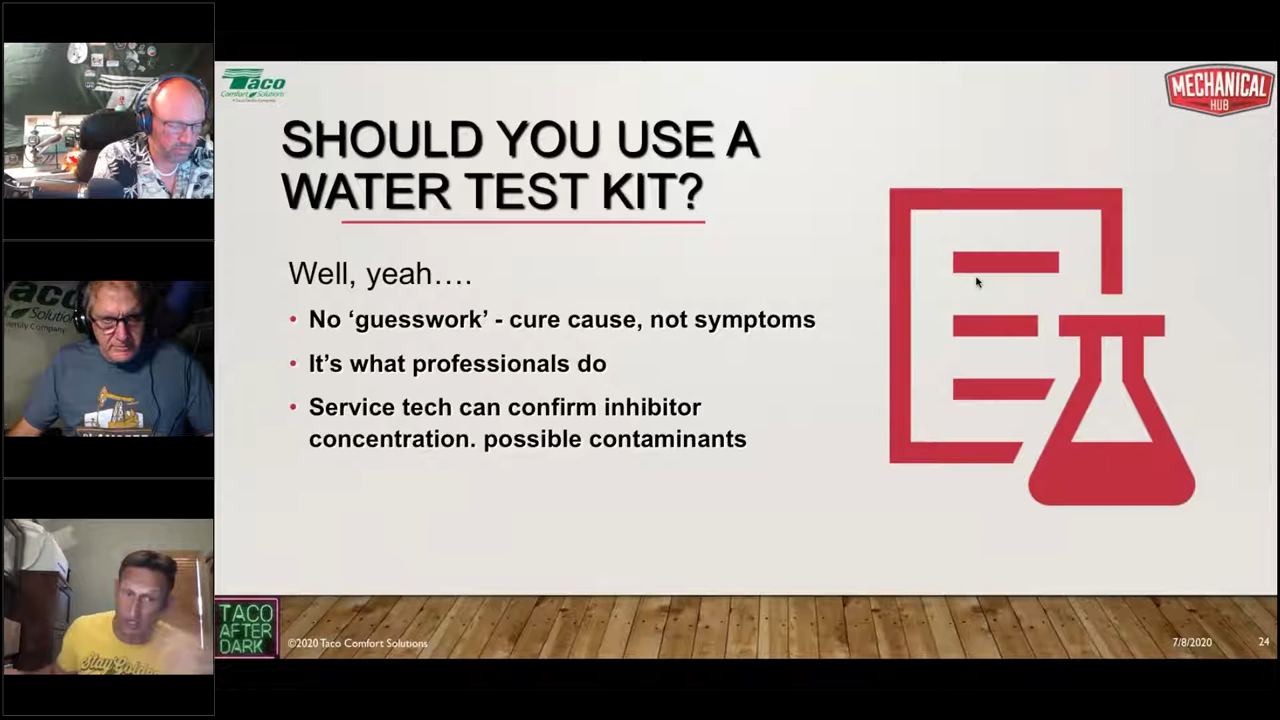 Taco
Comfort Solutions
MECHANICAL
HUB
SHOULD YOU USE A
WATER TEST KIT?
Well, yeah….
• No ‘guesswork’ - cure cause, not symptoms
• It’s what professionals do
• Service tech can confirm inhibitor
concentration. possible contaminants
TACO
AFTER
DARK
©2020 Taco Comfort Solutions
7/8/2020
24